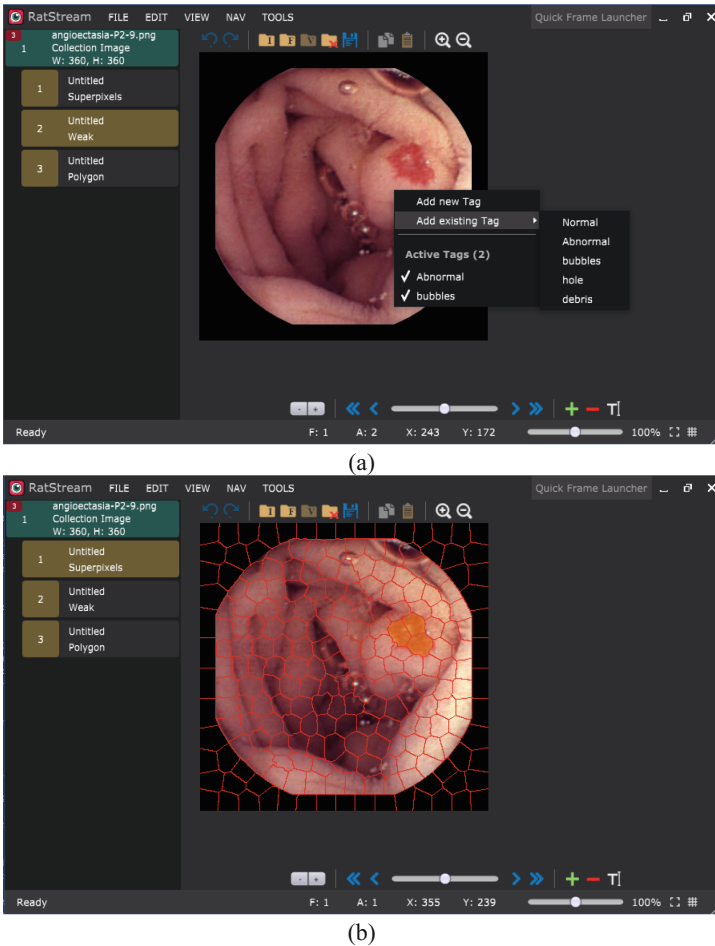 RatStream FILE EDIT VIEW NAV TOOLS Quick Frame Launcher
3 angioectasia-P2-9.png
1 Collection Image
W: 360, H: 360
1 Untitled
Superpixels
2 Untitled
Weak
3 Untitled
Polygon
I F V
Add new Tag
Add existing Tag
Active Tags (2)
Abnormal
bubbles
Normal
Abnormal
bubbles
hole
debris
- +
T
Ready F: 1 A: 2 X: 243 Y: 172 100%
(a)
RatStream FILE EDIT VIEW NAV TOOLS Quick Frame Launcher
3 angioectasia-P2-9.png
1 Collection Image
W: 360, H: 360
1 Untitled
Superpixels
2 Untitled
Weak
3 Untitled
Polygon
I F V
- +
T
Ready F: 1 A: 1 X: 355 Y: 239 100%
(b)